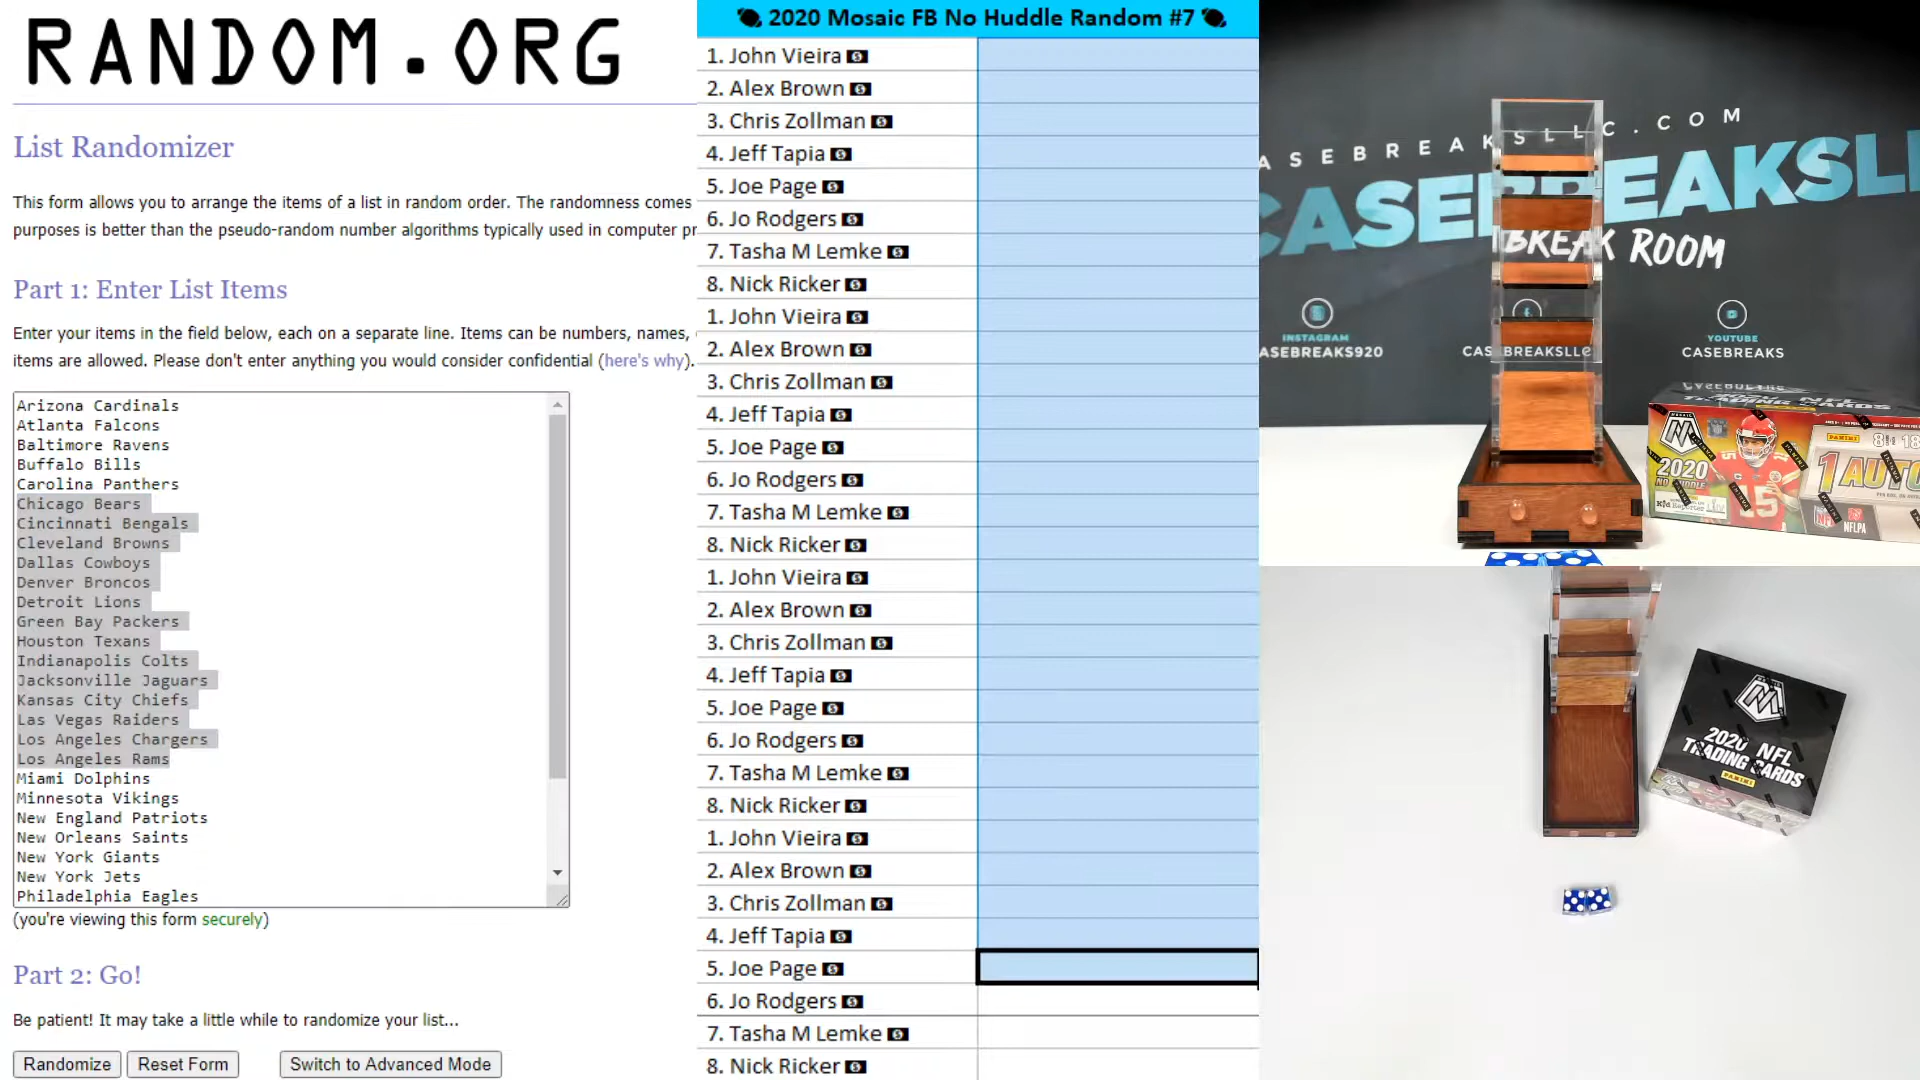 RANDOM.ORG
List Randomizer
This form allows you to arrange the items of a list in random order. The randomness comes
purposes is better than the pseudo-random number algorithms typically used in computer pr
Part 1: Enter List Items
Enter your items in the field below, each on a separate line. Items can be numbers, names,
items are allowed. Please don't enter anything you would consider confidential (here's why).
Arizona Cardinals
Atlanta Falcons
Baltimore Ravens
Buffalo Bills
Carolina Panthers
Chicago Bears
Cincinnati Bengals
Cleveland Browns
Dallas Cowboys
Denver Broncos
Detroit Lions
Green Bay Packers
Houston Texans
Indianapolis Colts
Jacksonville Jaguars
Kansas City Chiefs
Las Vegas Raiders
Los Angeles Chargers
Los Angeles Rams
Miami Dolphins
Minnesota Vikings
New England Patriots
New Orleans Saints
New York Giants
New York Jets
Philadelphia Eagles
(you're viewing this form securely)
Part 2: Go!
Be patient! It may take a little while to randomize your list...
Randomize Reset Form Switch to Advanced Mode
2020 Mosaic FB No Huddle Random #7
1. John Vieira
2. Alex Brown
3. Chris Zollman
4. Jeff Tapia
5. Joe Page
6. Jo Rodgers
7. Tasha M Lemke
8. Nick Ricker
1. John Vieira
2. Alex Brown
3. Chris Zollman
4. Jeff Tapia
5. Joe Page
6. Jo Rodgers
7. Tasha M Lemke
8. Nick Ricker
1. John Vieira
2. Alex Brown
3. Chris Zollman
4. Jeff Tapia
5. Joe Page
6. Jo Rodgers
7. Tasha M Lemke
8. Nick Ricker
1. John Vieira
2. Alex Brown
3. Chris Zollman
4. Jeff Tapia
5. Joe Page
6. Jo Rodgers
7. Tasha M Lemke
8. Nick Ricker
ASEBREAKSLLC.COM
CASEBREAKSLL
BREAK ROOM
INSTAGRAM
ASEBREAKS920
CASEBREAKSLLC
YOUTUBE
CASEBREAKS
TRADING CARDS
2020
NO HUDDLE
15
PANINI
1 AUTO
NFL
NFLPA
2020 NFL
TRADING CARDS
PANINI